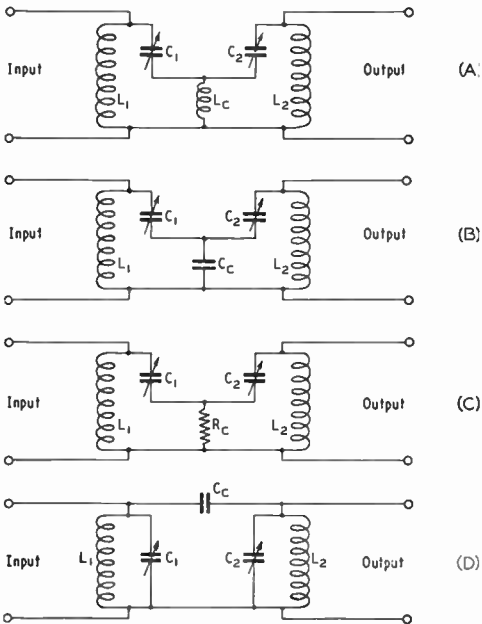 C1 C2
Input L1 LC L2 Output (A)
C1 C2
Input L1 CC L2 Output (B)
C1 C2
Input L1 RC L2 Output (C)
CC
Input L1 C1 C2 L2 Output (D)